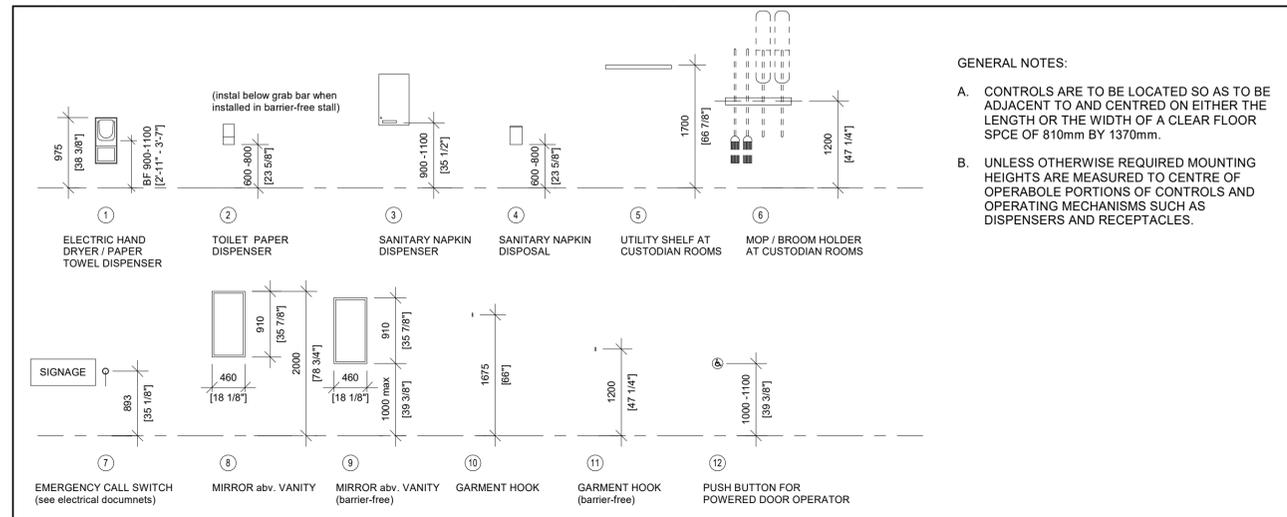 975
[38 3/8"]
BF 900-1100
[2'-11" - 3'-7"]
(instal below grab bar when
installed in barrier-free stall)
600 -800
[23 5/8"]
900 -1100
[35 1/2"]
600 -800
[23 5/8"]
1700
[66 7/8"]
1200
[47 1/4"]
1
ELECTRIC HAND
DRYER / PAPER
TOWEL DISPENSER
2
TOILET PAPER
DISPENSER
3
SANITARY NAPKIN
DISPENSER
4
SANITARY NAPKIN
DISPOSAL
5
UTILITY SHELF AT
CUSTODIAN ROOMS
6
MOP / BROOM HOLDER
AT CUSTODIAN ROOMS
SIGNAGE
893
[35 1/8"]
910
[35 7/8"]
460
[18 1/8"]
2000
[78 3/4"]
910
[35 7/8"]
460
[18 1/8"]
1000 max
[39 3/8"]
1675
[66"]
1200
[47 1/4"]
1000 -1100
[39 3/8"]
7
EMERGENCY CALL SWITCH
(see electrical documnets)
8
MIRROR abv. VANITY
9
MIRROR abv. VANITY
(barrier-free)
10
GARMENT HOOK
11
GARMENT HOOK
(barrier-free)
12
PUSH BUTTON FOR
POWERED DOOR OPERATOR
GENERAL NOTES:
A. CONTROLS ARE TO BE LOCATED SO AS TO BE
ADJACENT TO AND CENTRED ON EITHER THE
LENGTH OR THE WIDTH OF A CLEAR FLOOR
SPCE OF 810mm BY 1370mm.
B. UNLESS OTHERWISE REQUIRED MOUNTING
HEIGHTS ARE MEASURED TO CENTRE OF
OPERABOLE PORTIONS OF CONTROLS AND
OPERATING MECHANISMS SUCH AS
DISPENSERS AND RECEPTACLES.